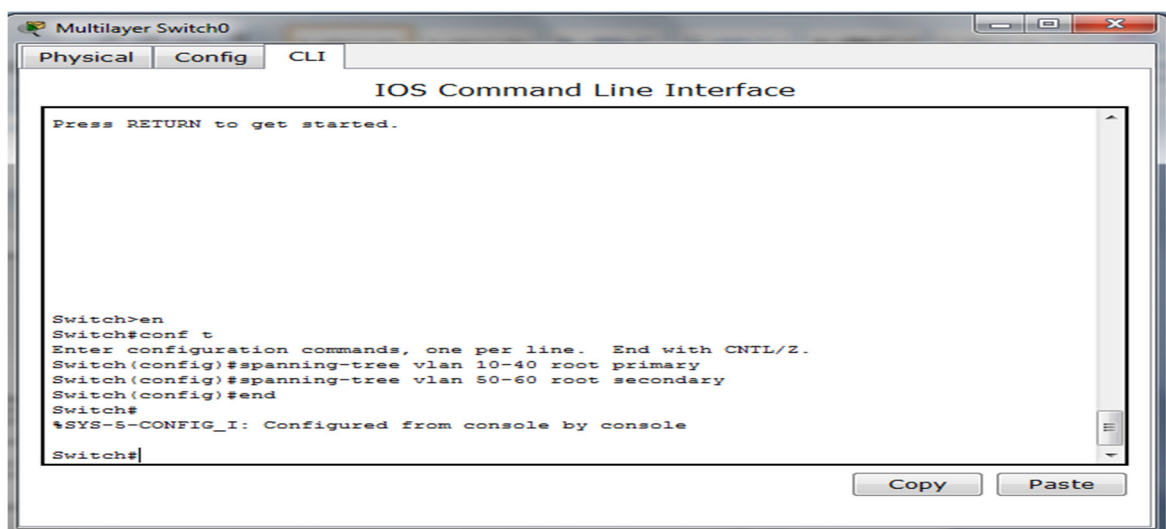 Multilayer Switch0
Physical Config CLI
IOS Command Line Interface
Press RETURN to get started.
Switch>en
Switch#conf t
Enter configuration commands, one per line.  End with CNTL/Z.
Switch(config)#spanning-tree vlan 10-40 root primary
Switch(config)#spanning-tree vlan 50-60 root secondary
Switch(config)#end
Switch#
%SYS-5-CONFIG_I: Configured from console by console
Switch#
Copy Paste